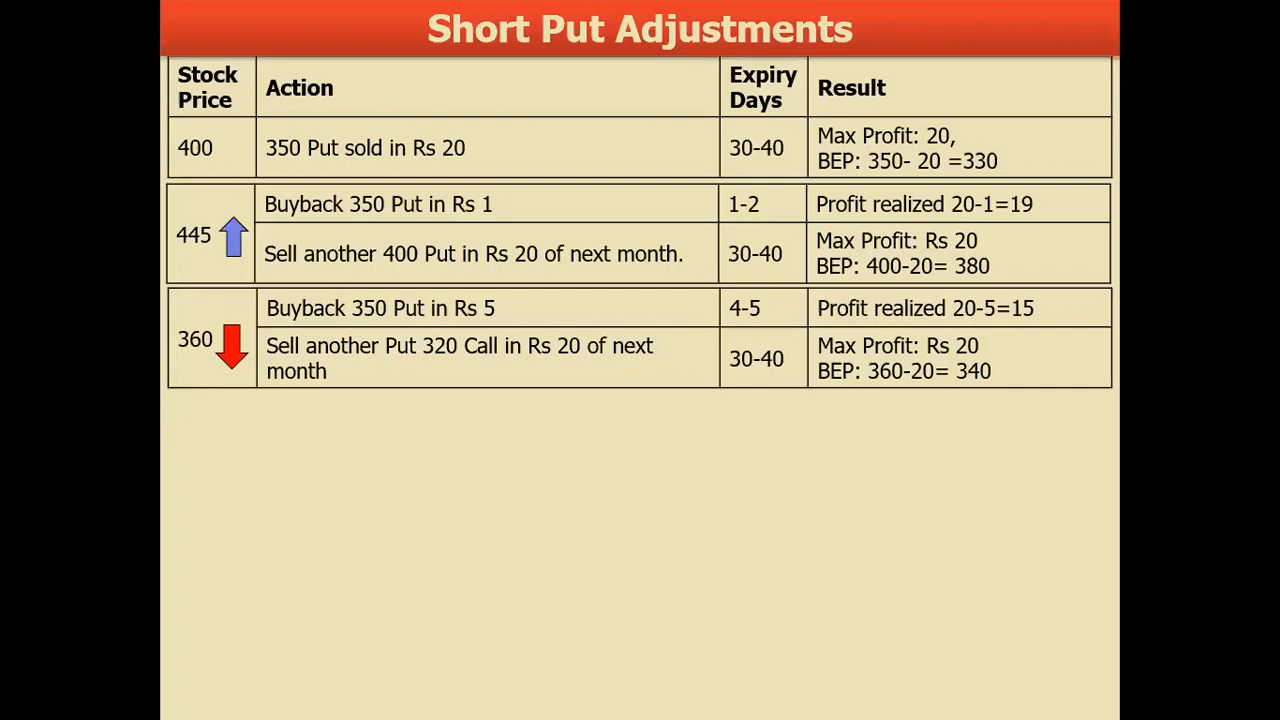 Short Put Adjustments
Stock
Price
Action
Expiry
Days
Result
400
350 Put sold in Rs 20
30-40
Max Profit: 20,
BEP: 350- 20 =330
445
Buyback 350 Put in Rs 1
1-2
Profit realized 20-1=19
Sell another 400 Put in Rs 20 of next month.
30-40
Max Profit: Rs 20
BEP: 400-20= 380
360
Buyback 350 Put in Rs 5
4-5
Profit realized 20-5=15
Sell another Put 320 Call in Rs 20 of next
month
30-40
Max Profit: Rs 20
BEP: 360-20= 340